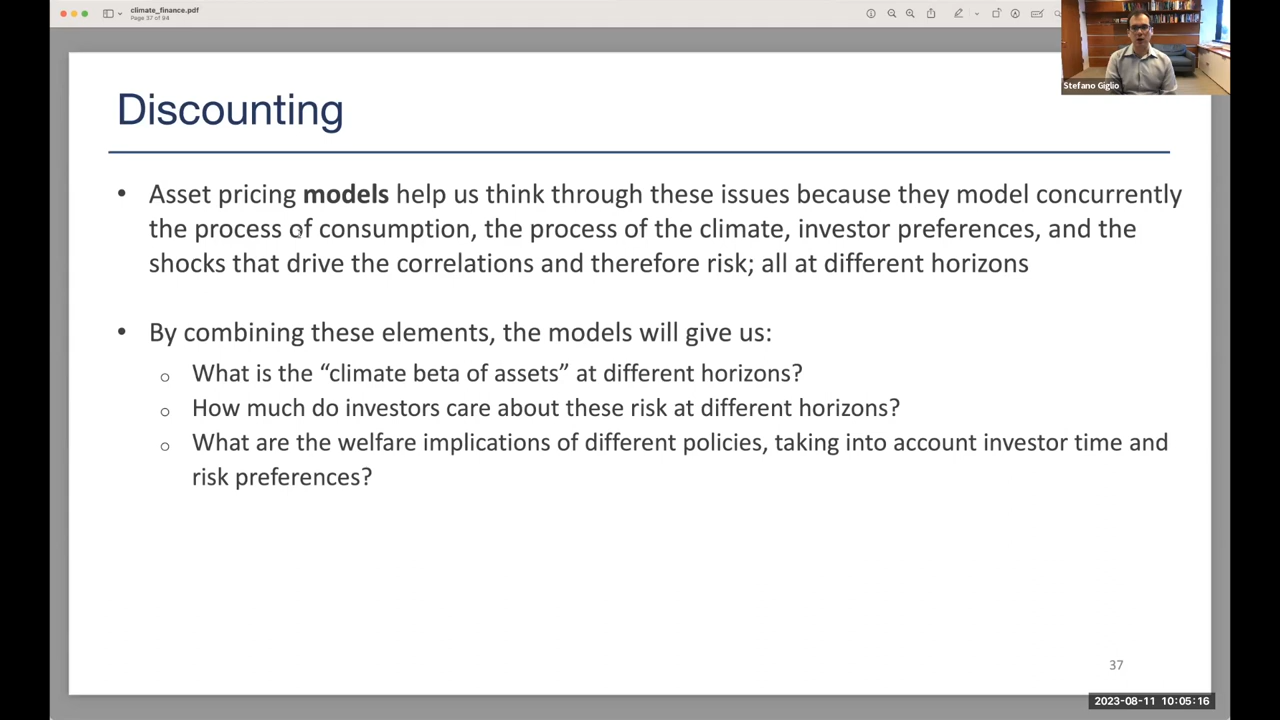 climate_finance.pdf
Page 37 of 94
Stefano Giglio
Discounting
• Asset pricing models help us think through these issues because they model concurrently
the process of consumption, the process of the climate, investor preferences, and the
shocks that drive the correlations and therefore risk; all at different horizons
• By combining these elements, the models will give us:
o What is the “climate beta of assets” at different horizons?
o How much do investors care about these risk at different horizons?
o What are the welfare implications of different policies, taking into account investor time and
risk preferences?
37
2023-08-11 10:05:16